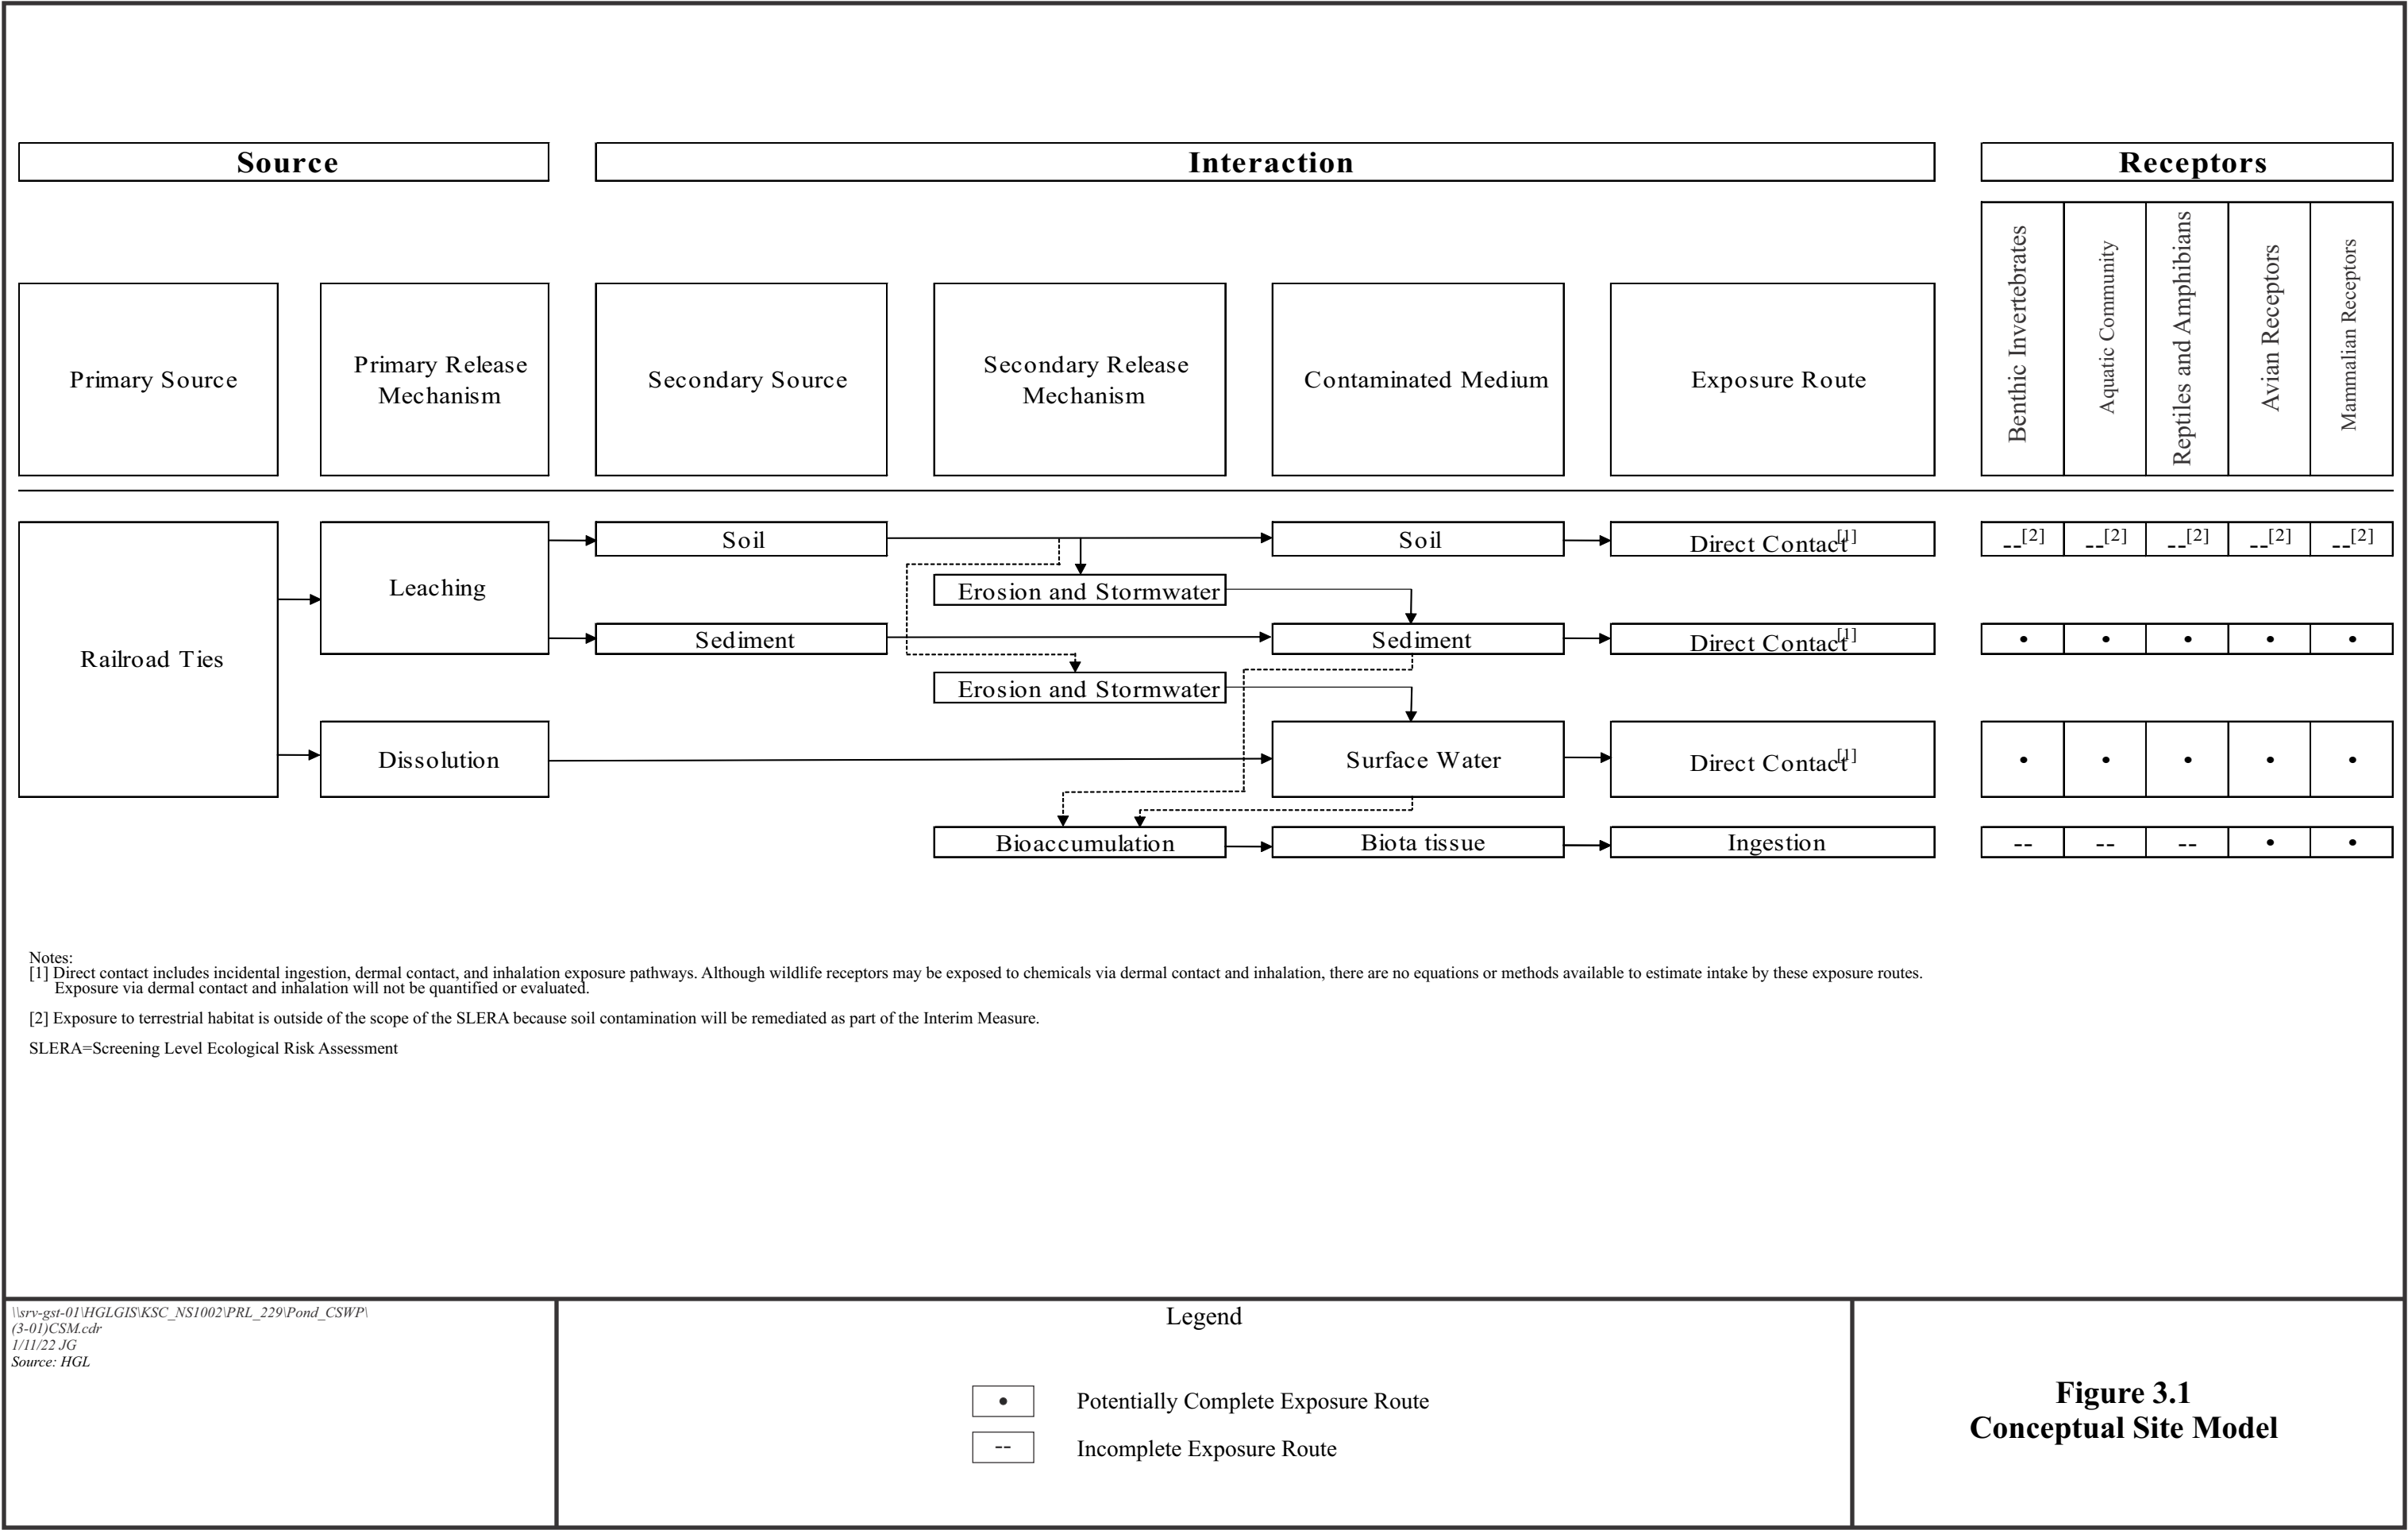 Source
Interaction
Receptors
Primary Source
Primary Release
Mechanism
Secondary Source
Secondary Release
Mechanism
Contaminated Medium
Exposure Route
Benthic Invertebrates
Aquatic Community
Reptiles and Amphibians
Avian Receptors
Mammalian Receptors
Railroad Ties
Leaching
Soil
Soil
Direct Contact[1]
--[2]
--[2]
--[2]
--[2]
--[2]
Erosion and Stormwater
Sediment
Sediment
Direct Contact[1]
•
•
•
•
•
Erosion and Stormwater
Dissolution
Surface Water
Direct Contact[1]
•
•
•
•
•
Bioaccumulation
Biota tissue
Ingestion
--
--
--
•
•
Notes:
[1] Direct contact includes incidental ingestion, dermal contact, and inhalation exposure pathways. Although wildlife receptors may be exposed to chemicals via dermal contact and inhalation, there are no equations or methods available to estimate intake by these exposure routes.
Exposure via dermal contact and inhalation will not be quantified or evaluated.
[2] Exposure to terrestrial habitat is outside of the scope of the SLERA because soil contamination will be remediated as part of the Interim Measure.
SLERA=Screening Level Ecological Risk Assessment
\\srv-gst-01\HGLGIS\KSC_NS1002\PRL_229\Pond_CSWP\
(3-01)CSM.cdr
1/11/22 JG
Source: HGL
Legend
• Potentially Complete Exposure Route
-- Incomplete Exposure Route
Figure 3.1
Conceptual Site Model